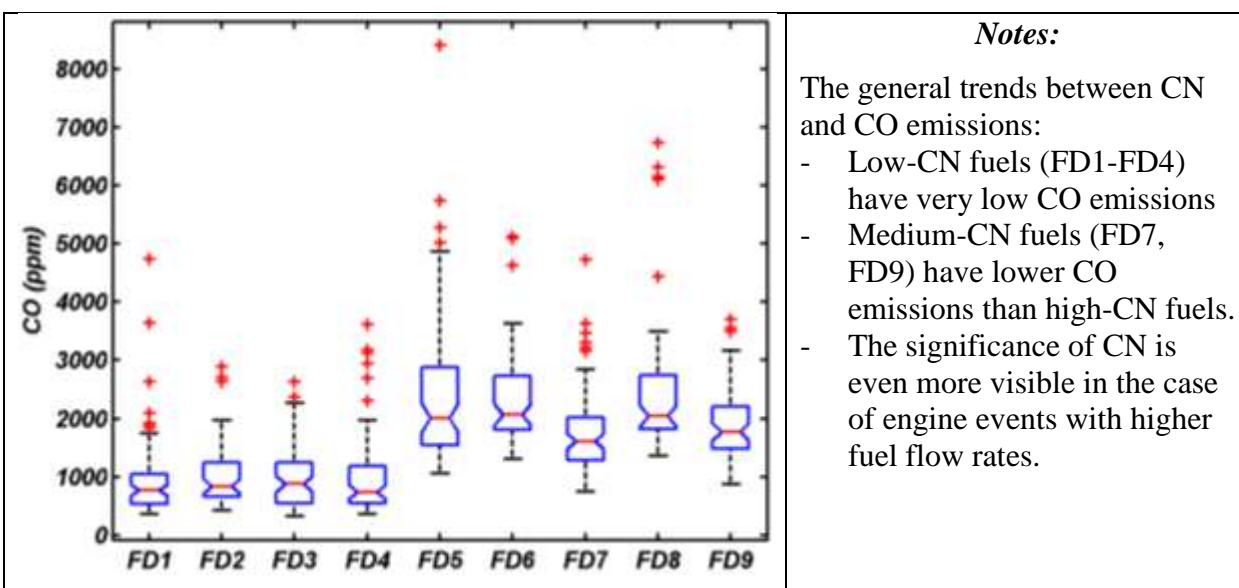 8000
7000
6000
5000
4000
3000
2000
1000
0
CO (ppm)
FD1 FD2 FD3 FD4 FD5 FD6 FD7 FD8 FD9
Notes:
The general trends between CN
and CO emissions:
- Low-CN fuels (FD1-FD4)
have very low CO emissions
- Medium-CN fuels (FD7,
FD9) have lower CO
emissions than high-CN fuels.
- The significance of CN is
even more visible in the case
of engine events with higher
fuel flow rates.